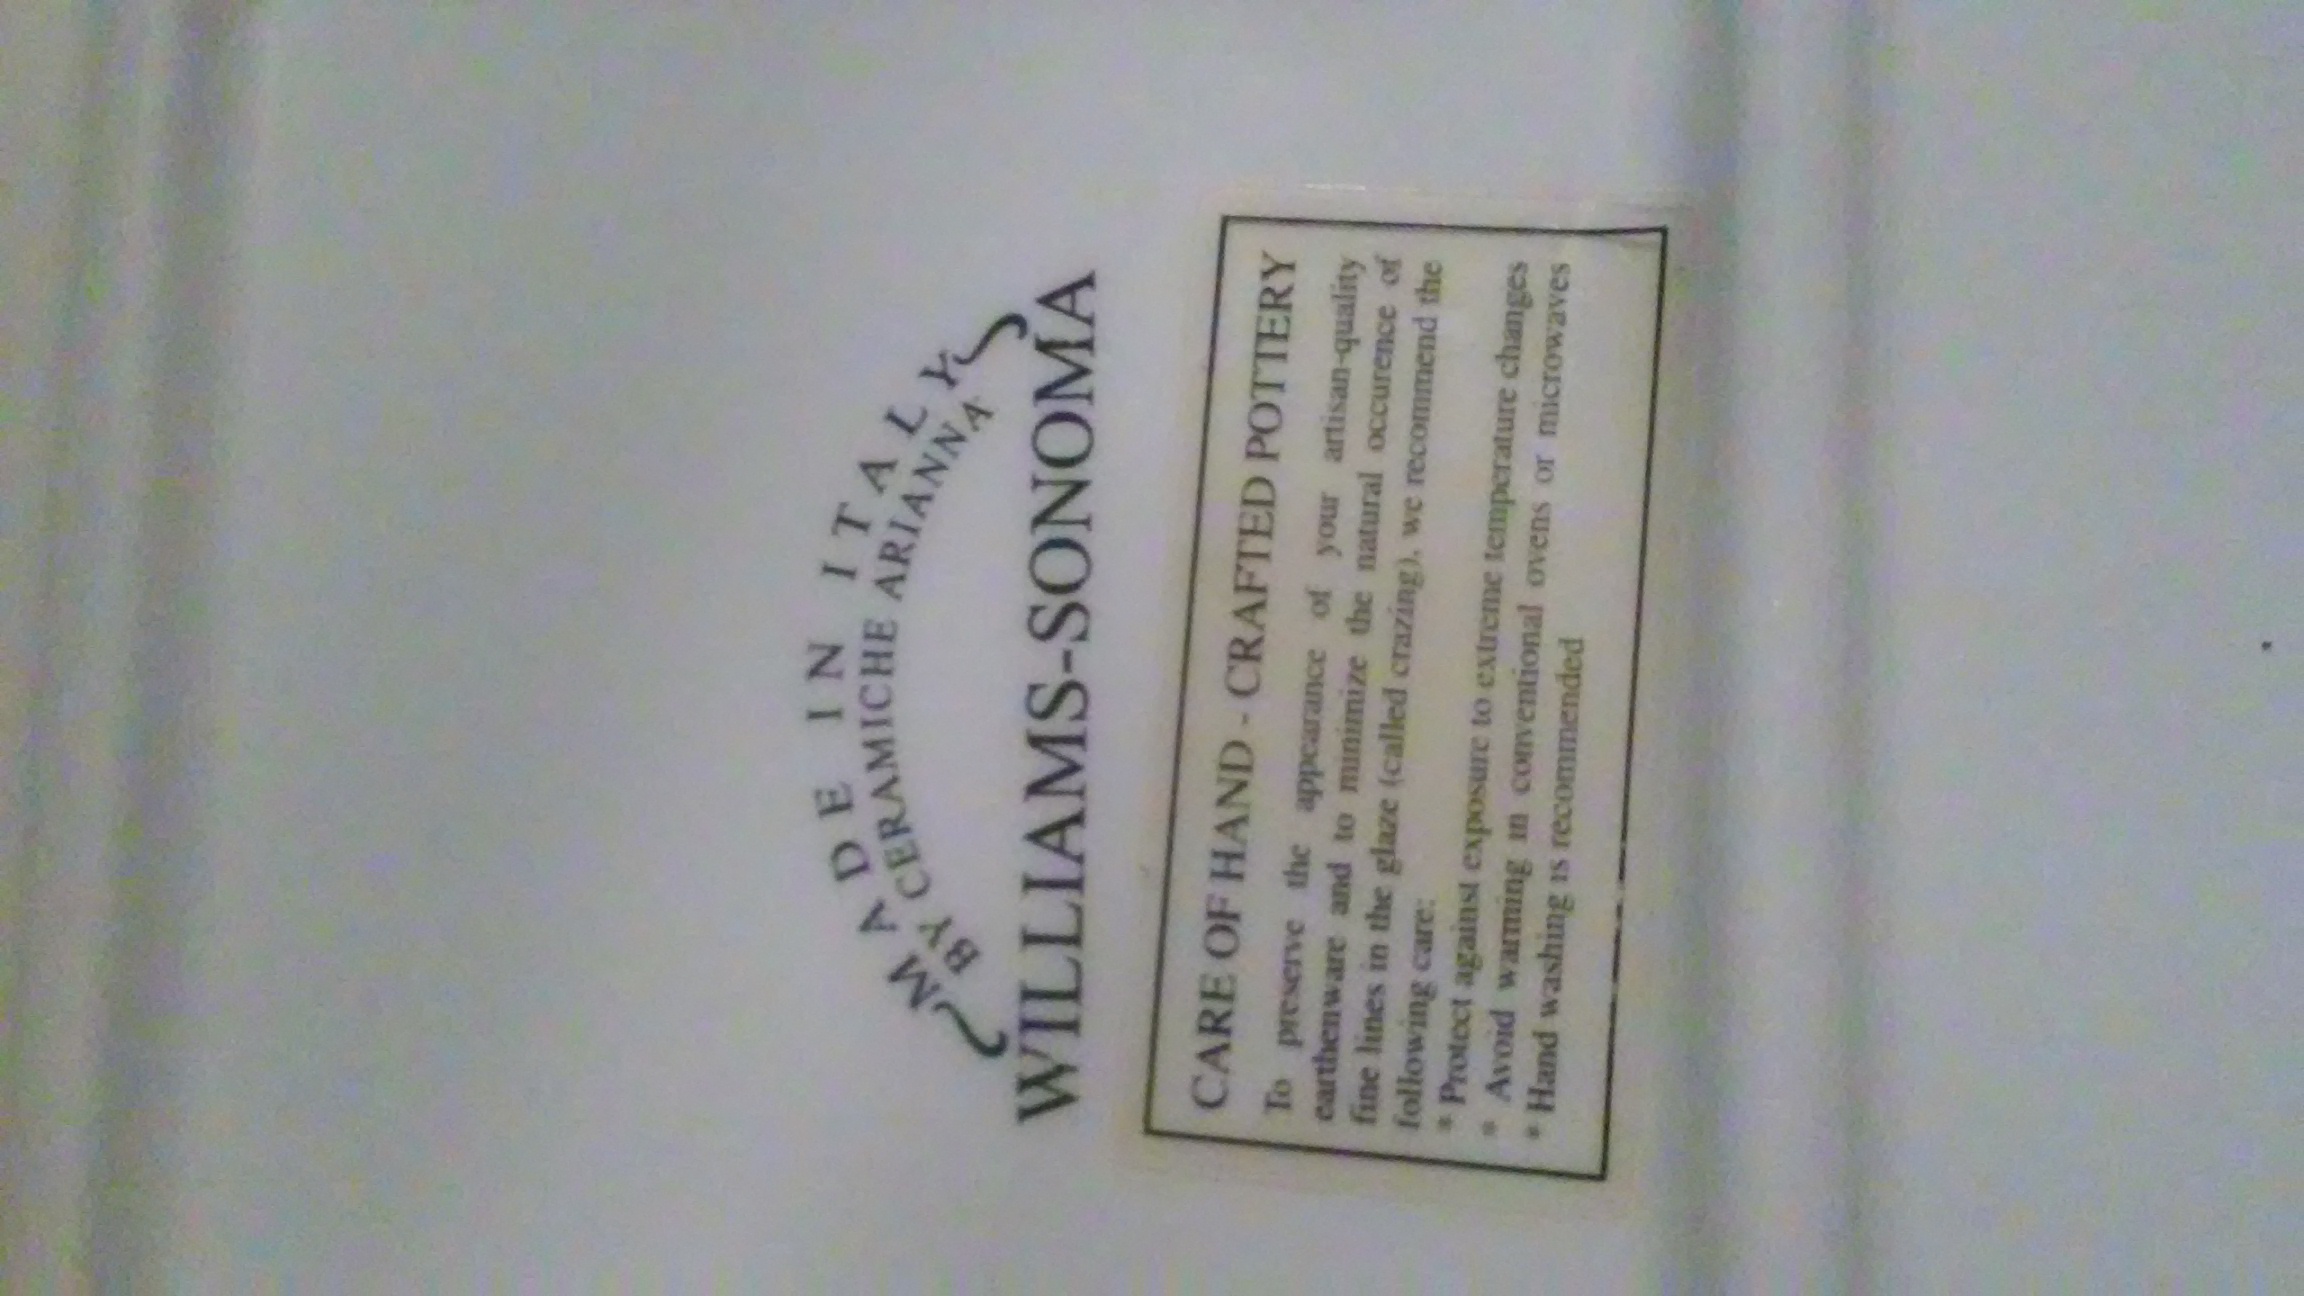 MADE IN ITALY
BY CERAMICHE ARIANNA
WILLIAMS-SONOMA
CARE OF HAND - CRAFTED POTTERY
To preserve the appearance of your artisan-quality
earthenware and to minimize the natural occurence of
fine lines in the glaze (called crazing), we recommend the
following care:
* Protect against exposure to extreme temperature changes
* Avoid warming in conventional ovens or microwaves
* Hand washing is recommended